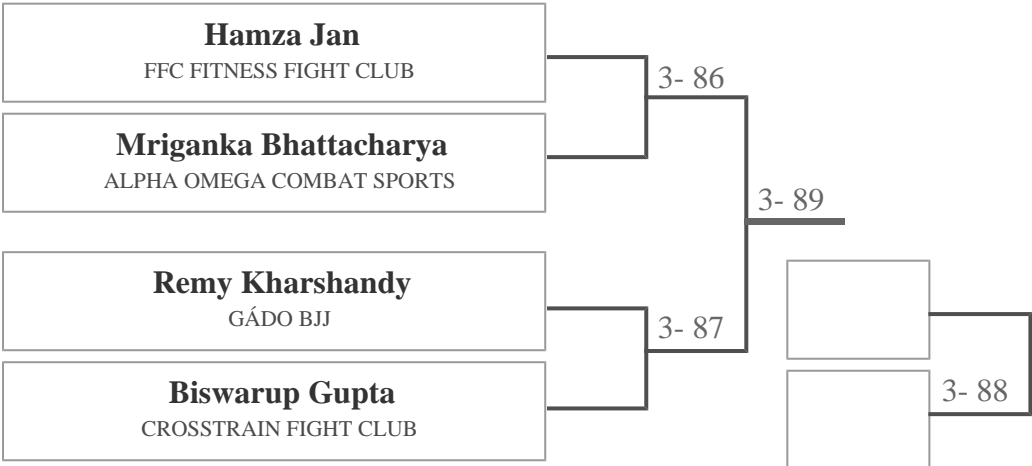 Hamza Jan
FFC FITNESS FIGHT CLUB
3- 86
Mriganka Bhattacharya
ALPHA OMEGA COMBAT SPORTS
3- 89
Remy Kharshandy
GÁDO BJJ
3- 87
Biswarup Gupta
CROSSTRAIN FIGHT CLUB
3- 88